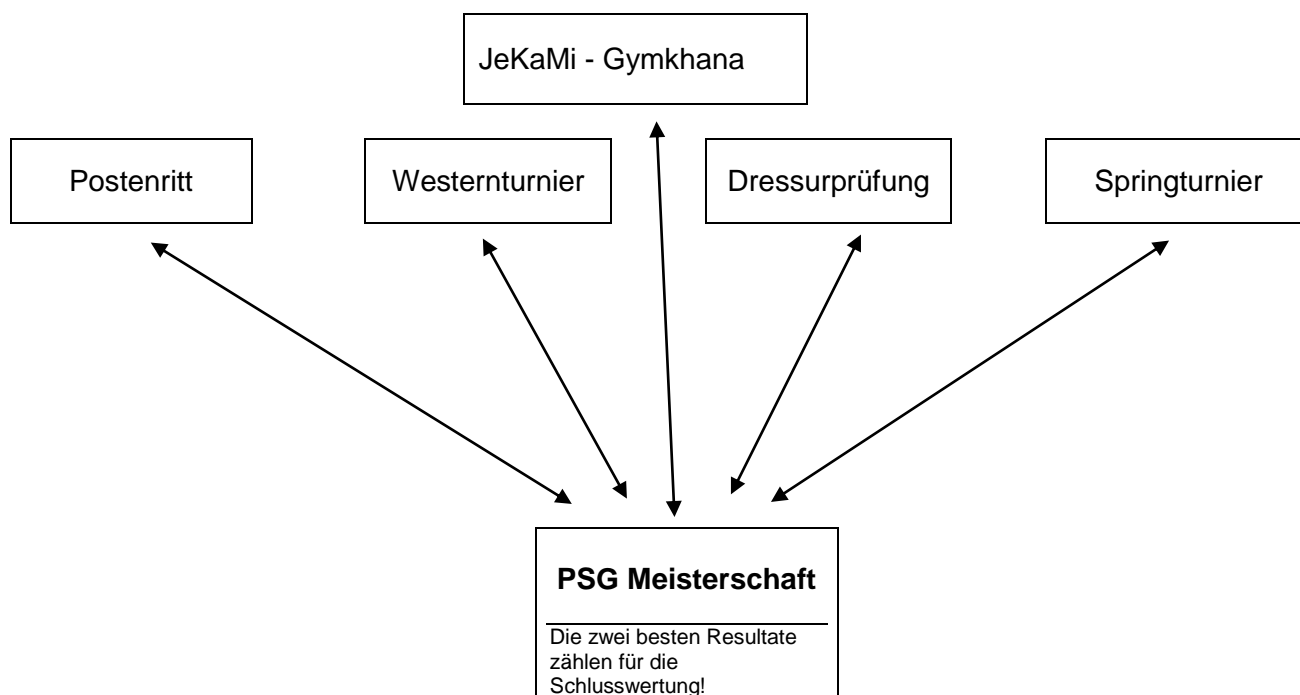 JeKaMi - Gymkhana
Postenritt
Westernturnier
Dressurprüfung
Springturnier
PSG Meisterschaft
Die zwei besten Resultate
zählen für die
Schlusswertung!